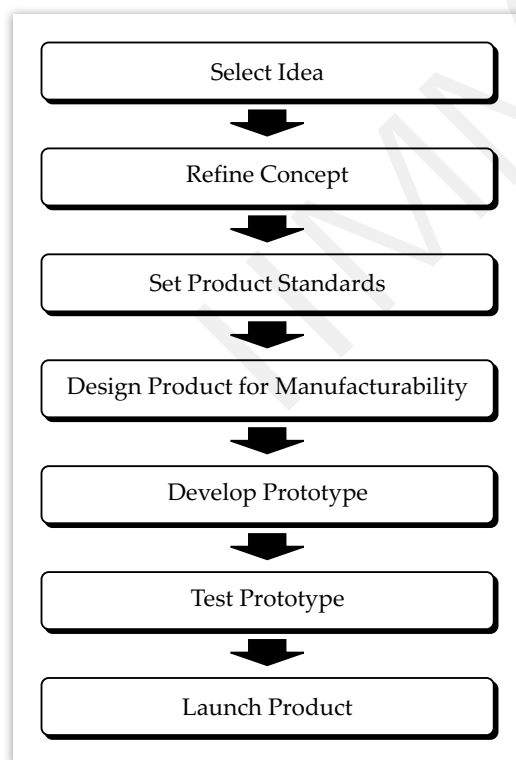 Select Idea
Refine Concept
Set Product Standards
Design Product for Manufacturability
Develop Prototype
Test Prototype
Launch Product